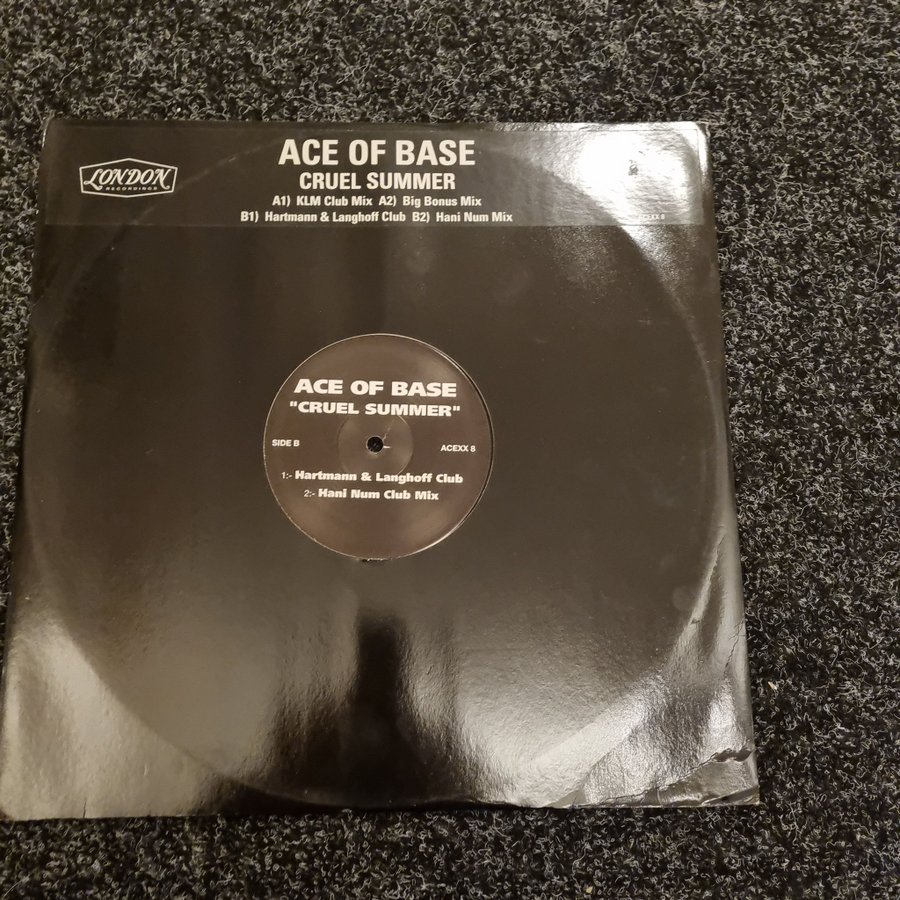 LONDON
RECORDINGS
ACE OF BASE
CRUEL SUMMER
A1) KLM Club Mix A2) Big Bonus Mix
B1) Hartmann & Langhoff Club B2) Hani Num Mix
ACEXX 8
ACE OF BASE
"CRUEL SUMMER"
SIDE B
ACEXX 8
1:- Hartmann & Langhoff Club
2:- Hani Num Club Mix